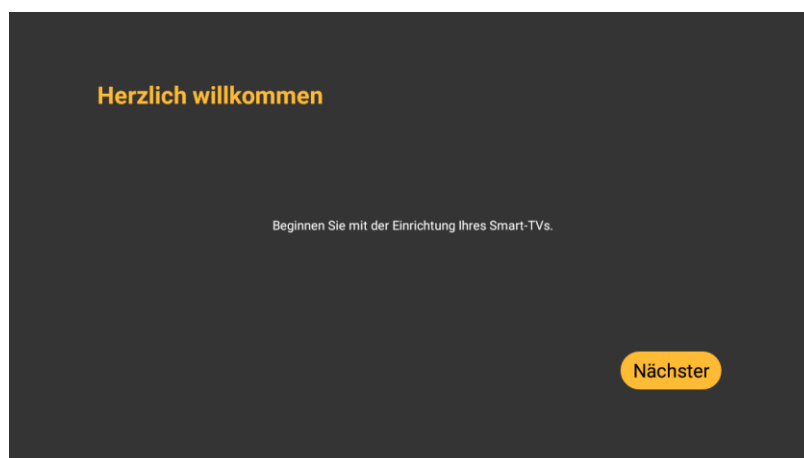 Herzlich willkommen
Beginnen Sie mit der Einrichtung Ihres Smart-TVs.
Nächster